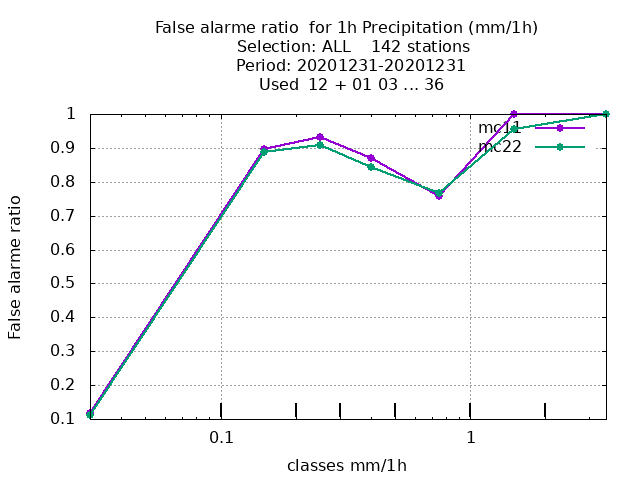 False alarme ratio  for 1h Precipitation (mm/1h)
Selection: ALL    142 stations
Period: 20201231-20201231
Used  12 + 01 03 ... 36
1
0.9
0.8
0.7
0.6
0.5
0.4
0.3
0.2
0.1
False alarme ratio
mc11
mc22
0.1
1
classes mm/1h